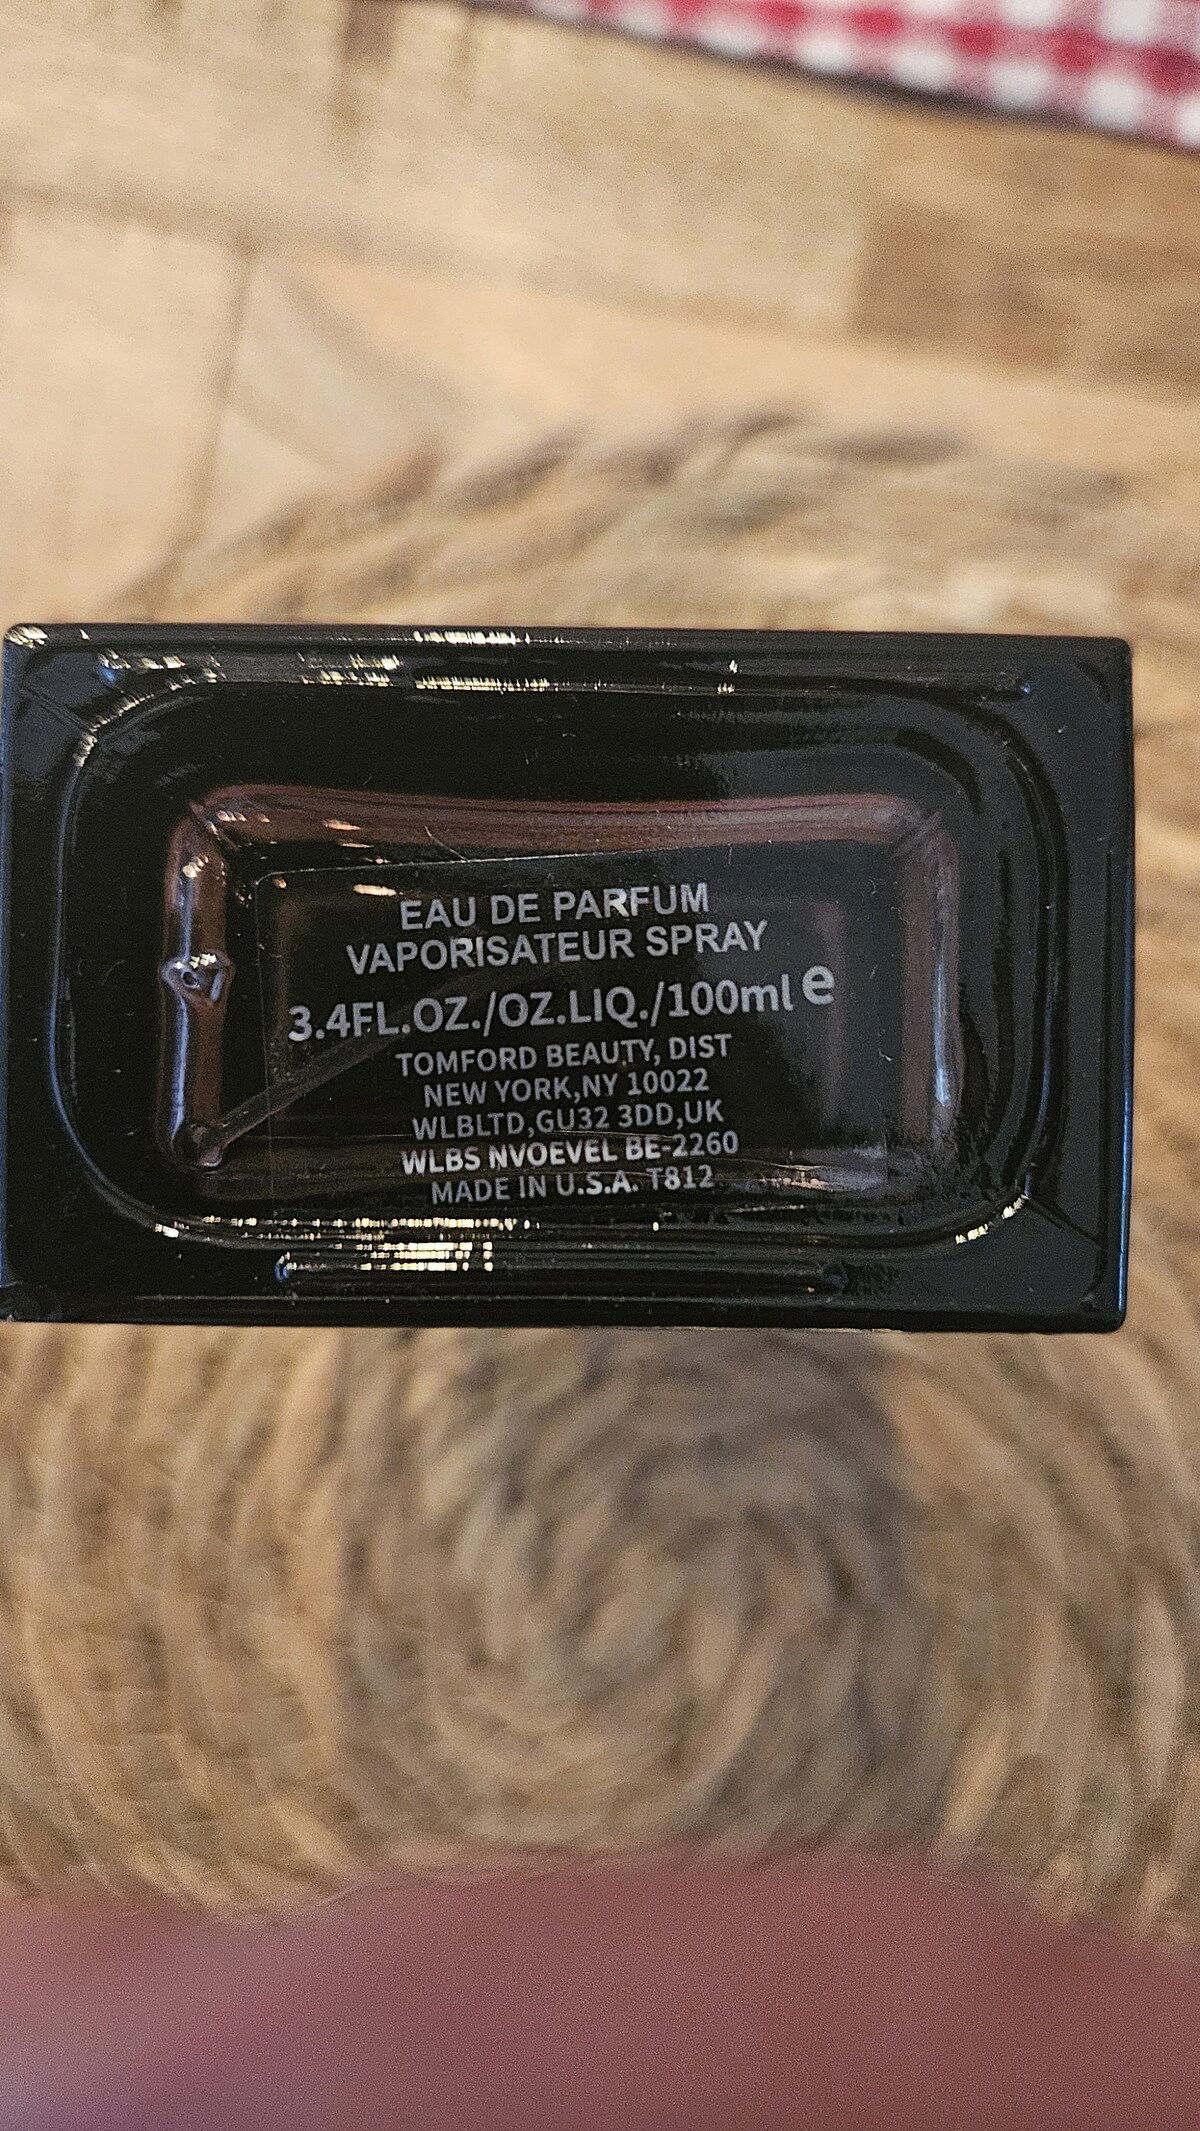 EAU DE PARFUM
VAPORISATEUR SPRAY
3.4FL.OZ./OZ.LIQ./100ml e
TOMFORD BEAUTY, DIST
NEW YORK,NY 10022
WLBLTD,GU32 3DD,UK
WLBS NVOEVEL BE-2260
MADE IN U.S.A. T812